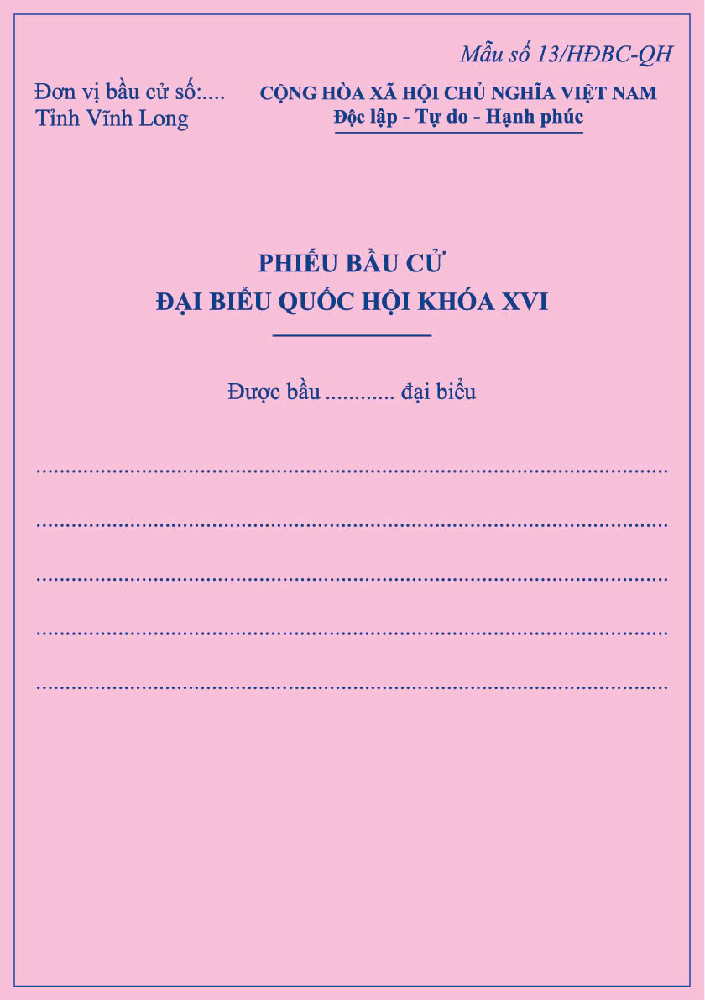 Mẫu số 13/HĐBC-QH
Đơn vị bầu cử số:....
CỘNG HÒA XÃ HỘI CHỦ NGHĨA VIỆT NAM
Tỉnh Vĩnh Long
Độc lập - Tự do - Hạnh phúc
PHIẾU BẦU CỬ
ĐẠI BIỂU QUỐC HỘI KHÓA XVI
Được bầu ............ đại biểu